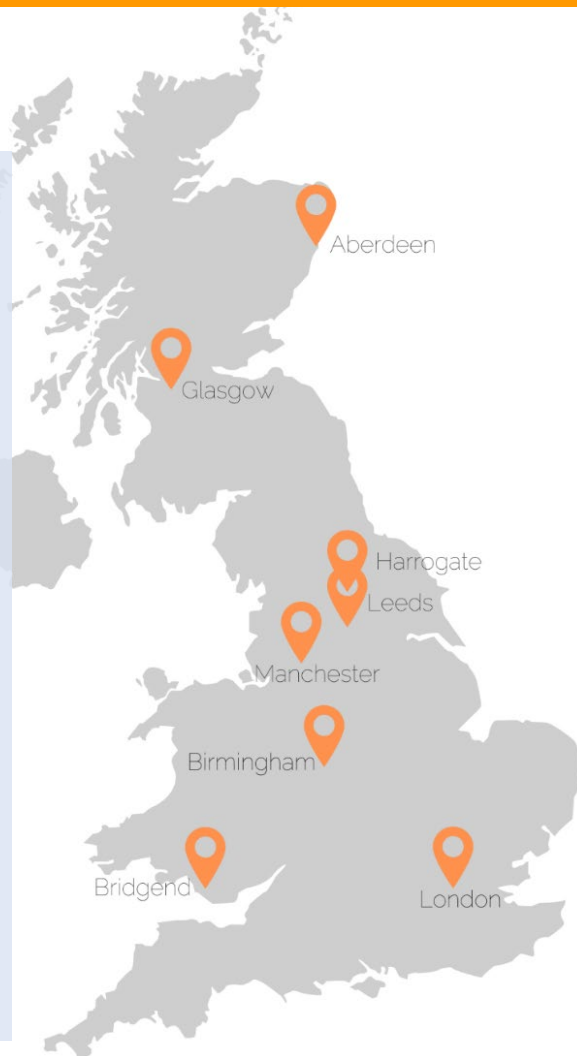 Aberdeen
Glasgow
Harrogate
Leeds
Manchester
Birmingham
Bridgend
London